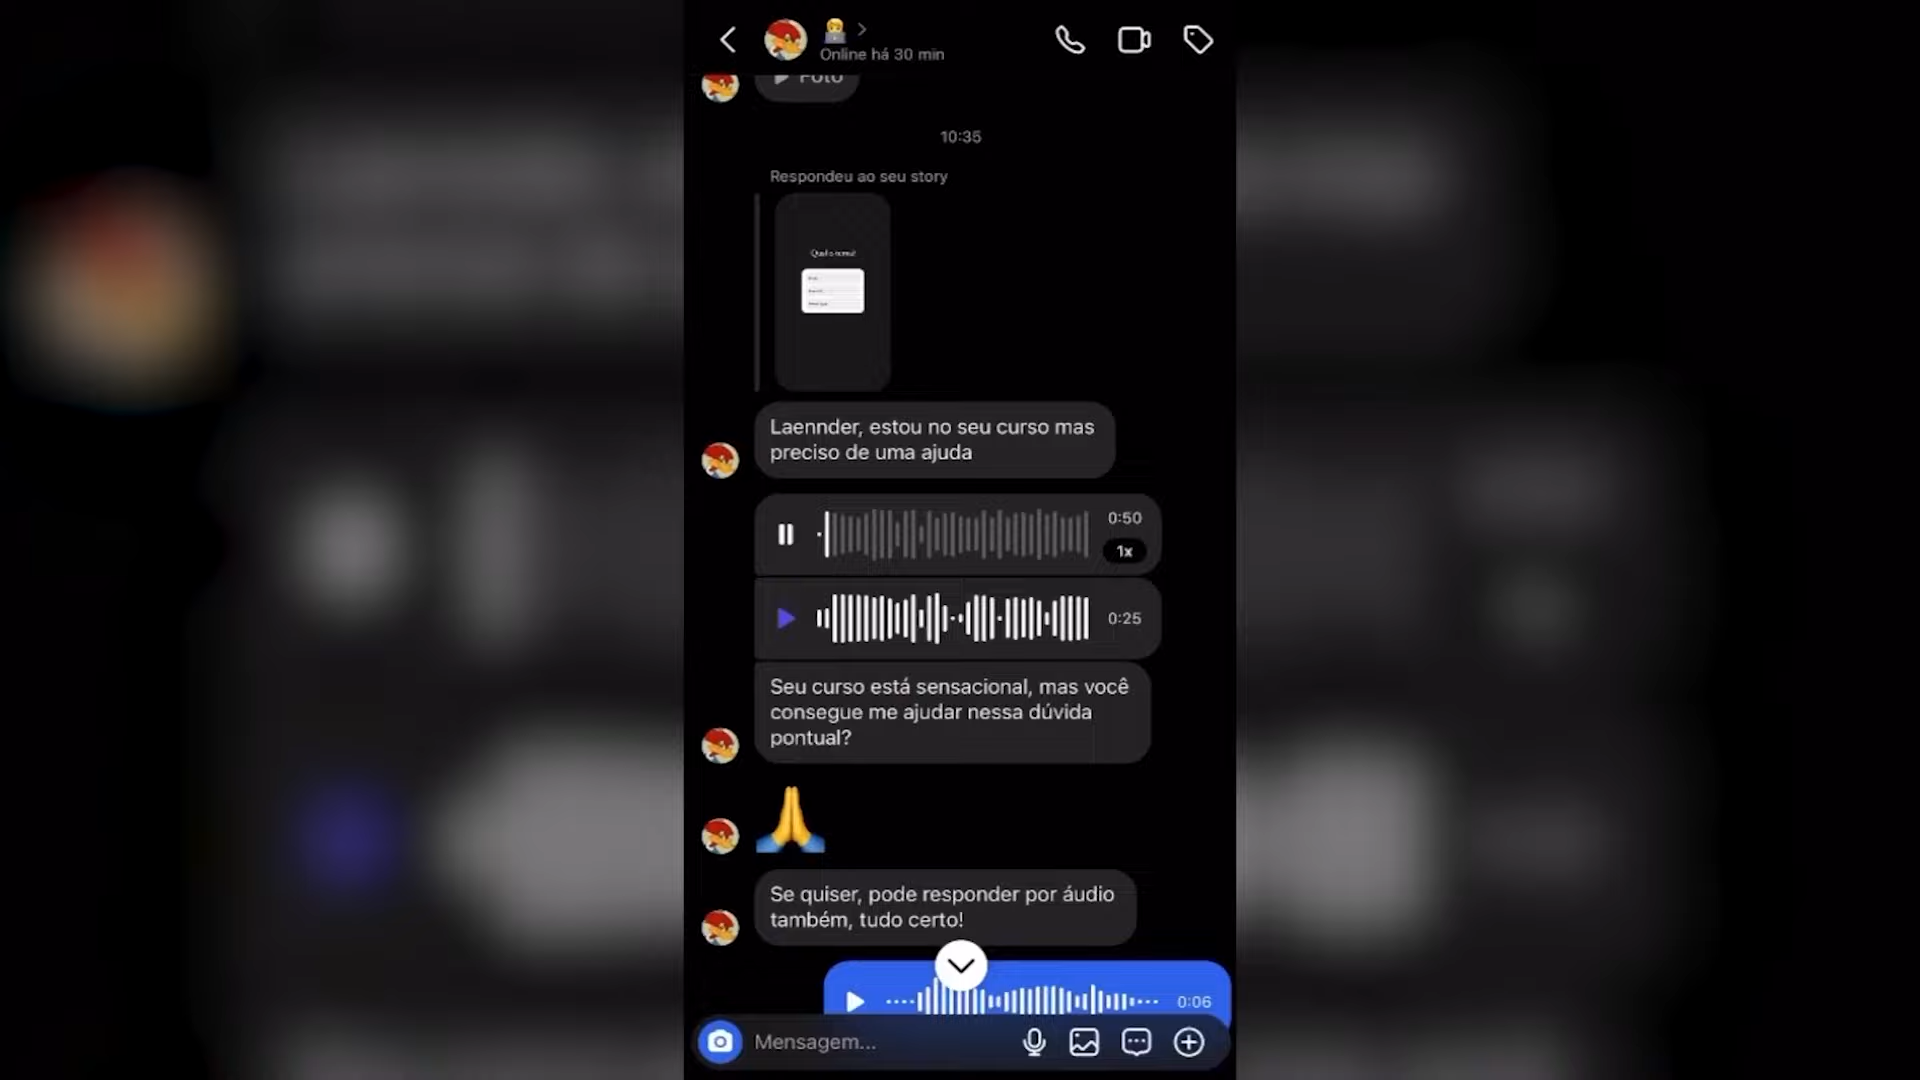 Online há 30 min
Foto
10:35
Respondeu ao seu story
Laennder, estou no seu curso mas
preciso de uma ajuda
0:50
1x
0:25
Seu curso está sensacional, mas você
consegue me ajudar nessa dúvida
pontual?
Se quiser, pode responder por áudio
também, tudo certo!
0:06
Mensagem...